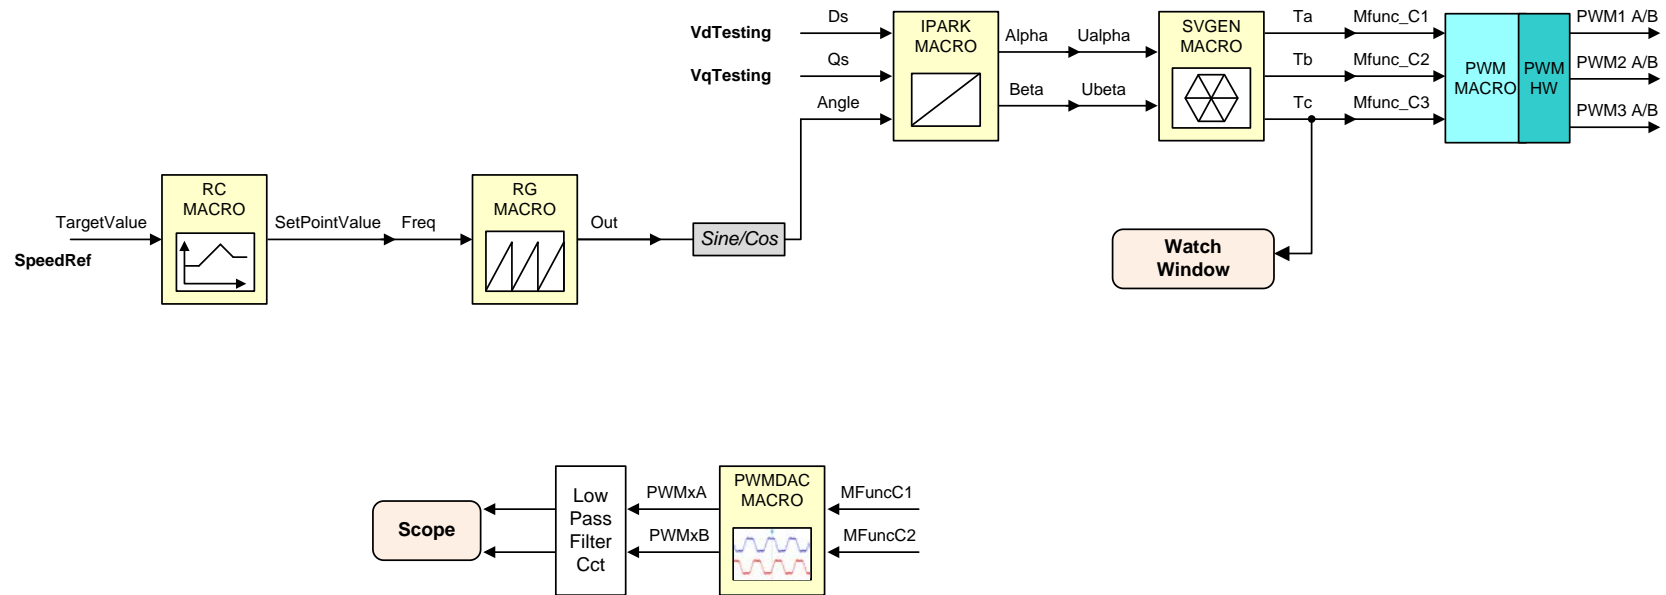 VdTesting
Ds
VqTesting
Qs
Angle
IPARK
MACRO
Alpha
Ualpha
Beta
Ubeta
SVGEN
MACRO
Ta
Mfunc_C1
Tb
Mfunc_C2
Tc
Mfunc_C3
PWM
MACRO
PWM
HW
PWM1 A/B
PWM2 A/B
PWM3 A/B
TargetValue
SpeedRef
RC
MACRO
SetPointValue
Freq
RG
MACRO
Out
Sine/Cos
Watch
Window
Scope
Low
Pass
Filter
Cct
PWMxA
PWMxB
PWMDAC
MACRO
MFuncC1
MFuncC2